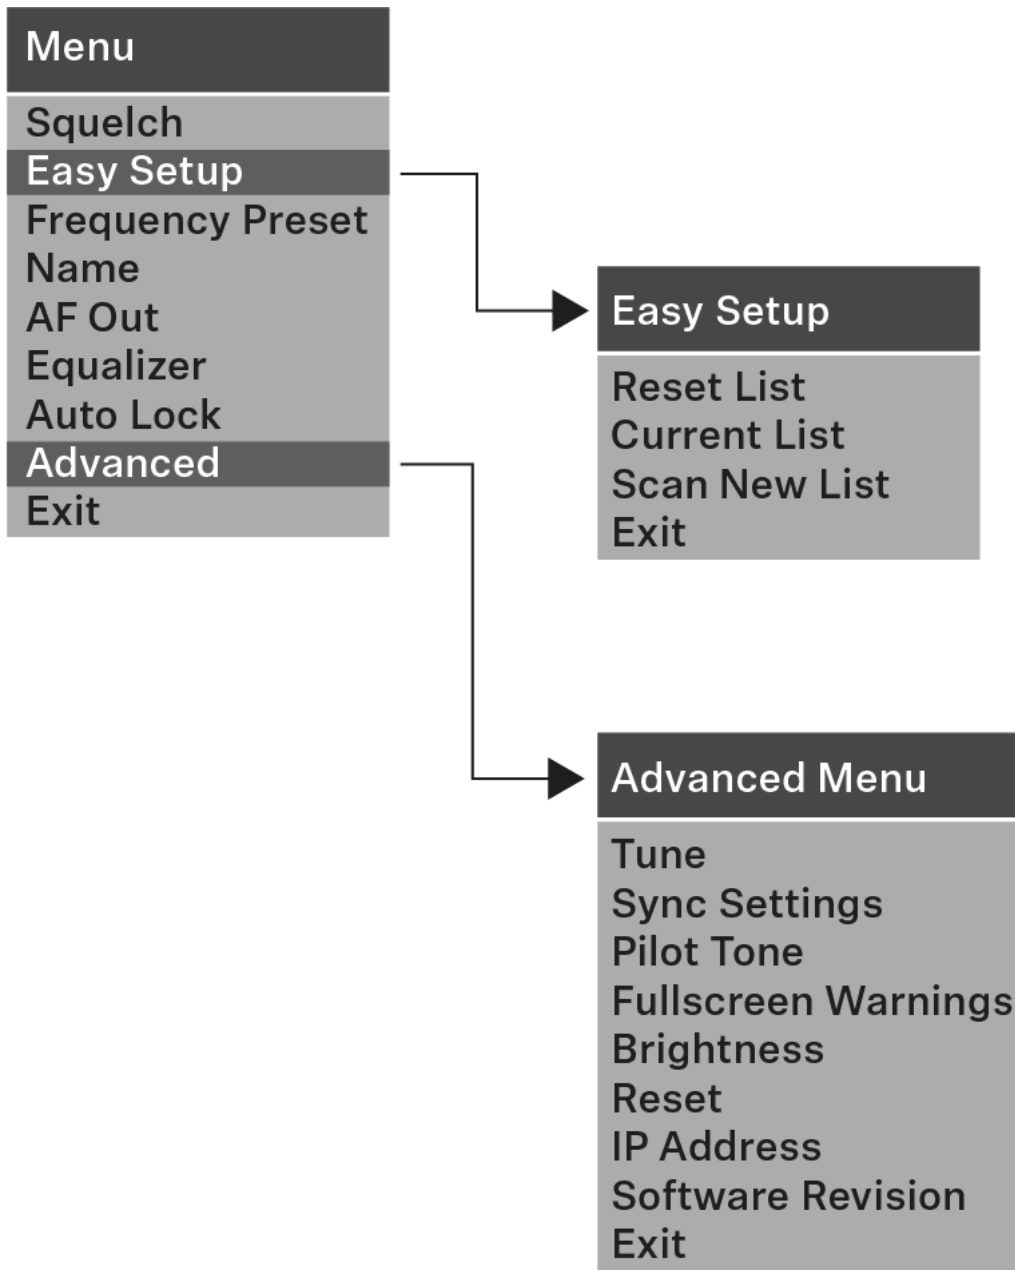 Menu
Squelch
Easy Setup
Frequency Preset
Name
AF Out
Equalizer
Auto Lock
Advanced
Exit
Easy Setup
Reset List
Current List
Scan New List
Exit
Advanced Menu
Tune
Sync Settings
Pilot Tone
Fullscreen Warnings
Brightness
Reset
IP Address
Software Revision
Exit